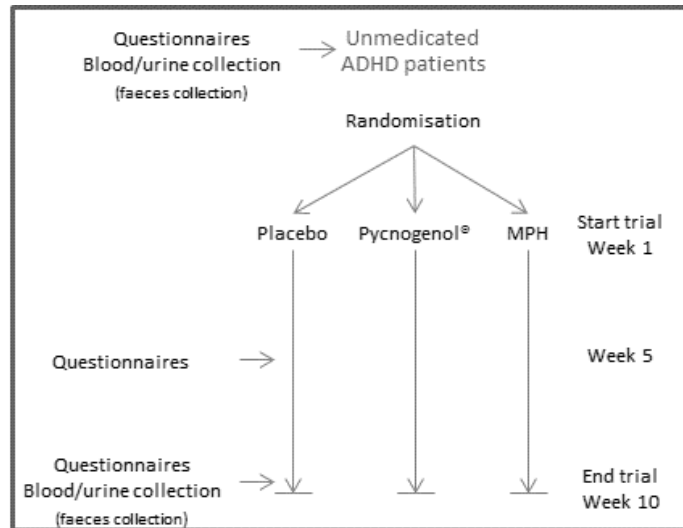 Questionnaires
Blood/urine collection
(faeces collection)
Unmedicated
ADHD patients
Randomisation
Placebo
Pycnogenol®
MPH
Start trial
Week 1
Questionnaires
Week 5
Questionnaires
Blood/urine collection
(faeces collection)
End trial
Week 10